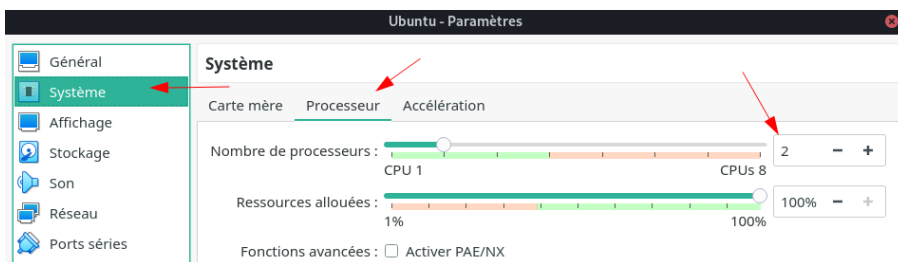 Ubuntu - Paramètres
Général
Système
Affichage
Stockage
Son
Réseau
Ports séries
Système
Carte mère Processeur Accélération
Nombre de processeurs : 2 − +
CPU 1 CPUs 8
Ressources allouées : 100% − +
1% 100%
Fonctions avancées : Activer PAE/NX